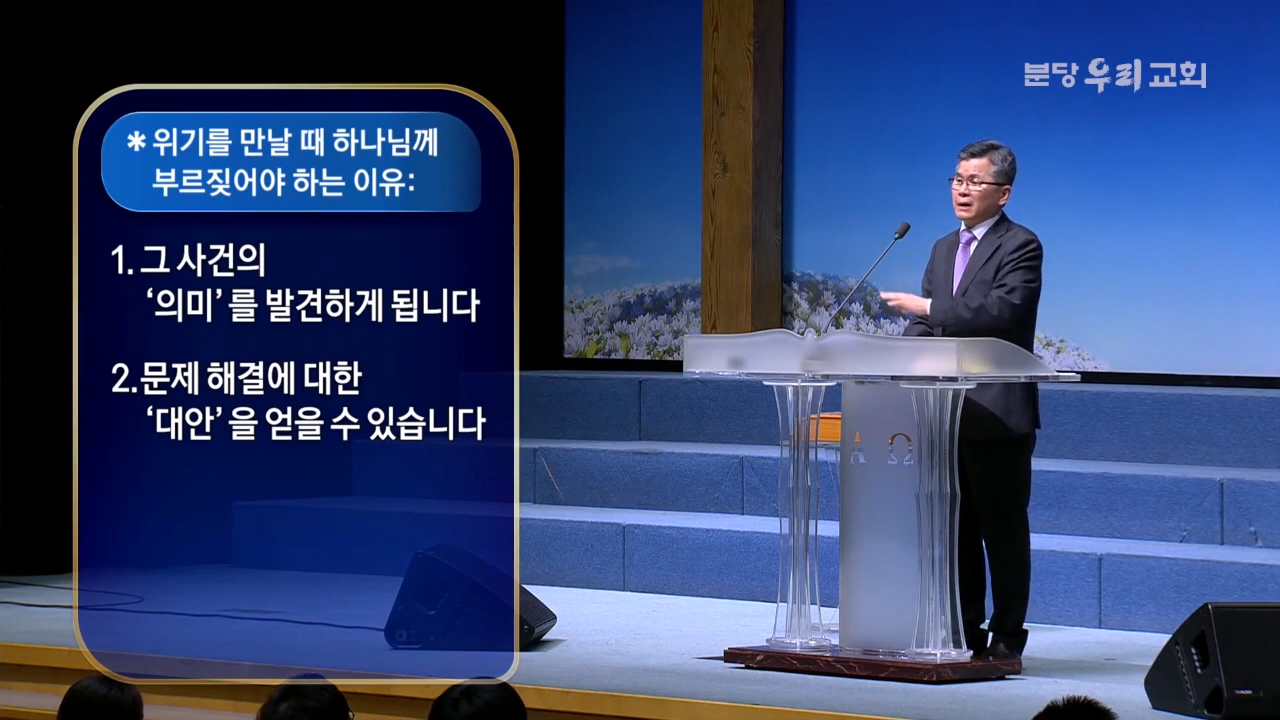 분당 우리 교회
* 위기를 만날 때 하나님께
부르짖어야 하는 이유:
1. 그 사건의
‘의미’를 발견하게 됩니다
2. 문제 해결에 대한
‘대안’을 얻을 수 있습니다
Α Ω